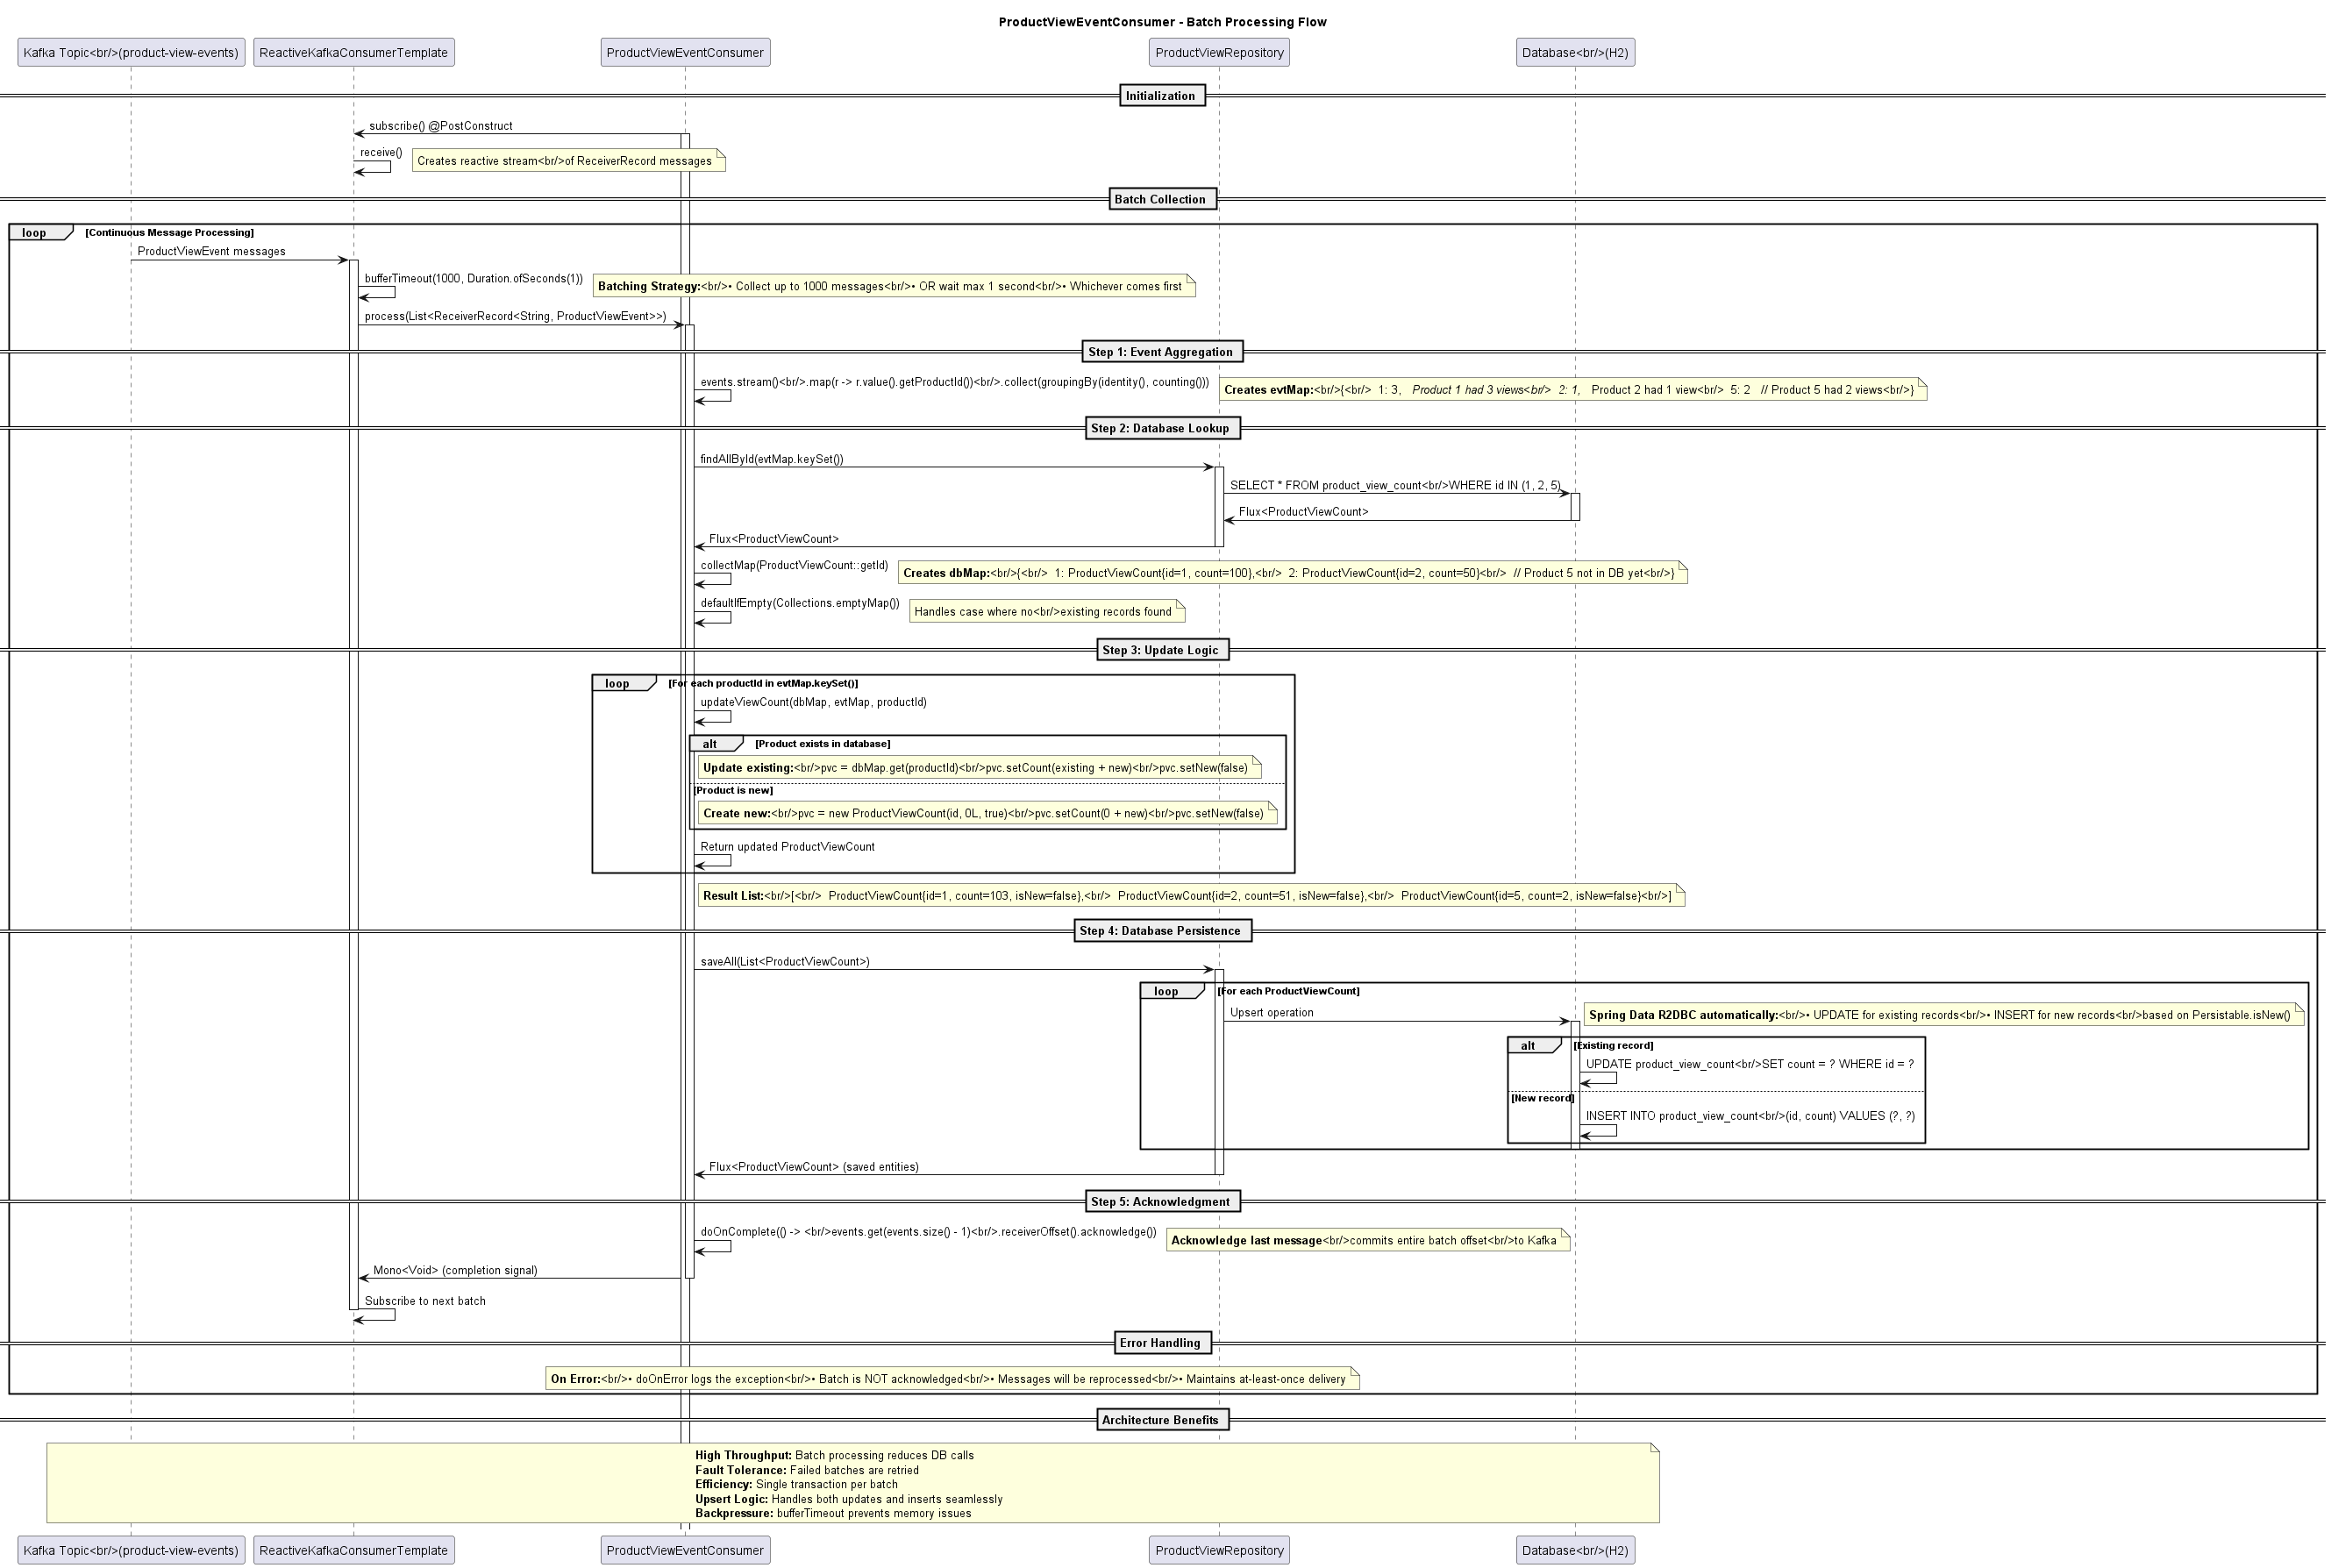 ProductViewEventConsumer - Batch Processing Flow
Kafka Topic<br/>(product-view-events)
ReactiveKafkaConsumerTemplate
ProductViewEventConsumer
ProductViewRepository
Database<br/>(H2)
Initialization
subscribe() @PostConstruct
receive()
Creates reactive stream<br/>of ReceiverRecord messages
Batch Collection
loop
[Continuous Message Processing]
ProductViewEvent messages
bufferTimeout(1000, Duration.ofSeconds(1))
Batching Strategy:<br/>• Collect up to 1000 messages<br/>• OR wait max 1 second<br/>• Whichever comes first
process(List<ReceiverRecord<String, ProductViewEvent>>)
Step 1: Event Aggregation
events.stream()<br/>.map(r -> r.value().getProductId())<br/>.collect(groupingBy(identity(), counting()))
Creates evtMap:<br/>{<br/>  1: 3,   Product 1 had 3 views<br/>  2: 1,   Product 2 had 1 view<br/>  5: 2   // Product 5 had 2 views<br/>}
Step 2: Database Lookup
findAllById(evtMap.keySet())
SELECT * FROM product_view_count<br/>WHERE id IN (1, 2, 5)
Flux<ProductViewCount>
Flux<ProductViewCount>
collectMap(ProductViewCount::getId)
Creates dbMap:<br/>{<br/>  1: ProductViewCount{id=1, count=100},<br/>  2: ProductViewCount{id=2, count=50}<br/>  // Product 5 not in DB yet<br/>}
defaultIfEmpty(Collections.emptyMap())
Handles case where no<br/>existing records found
Step 3: Update Logic
loop
[For each productId in evtMap.keySet()]
updateViewCount(dbMap, evtMap, productId)
alt
[Product exists in database]
Update existing:<br/>pvc = dbMap.get(productId)<br/>pvc.setCount(existing + new)<br/>pvc.setNew(false)
[Product is new]
Create new:<br/>pvc = new ProductViewCount(id, 0L, true)<br/>pvc.setCount(0 + new)<br/>pvc.setNew(false)
Return updated ProductViewCount
Result List:<br/>[<br/>  ProductViewCount{id=1, count=103, isNew=false},<br/>  ProductViewCount{id=2, count=51, isNew=false},<br/>  ProductViewCount{id=5, count=2, isNew=false}<br/>]
Step 4: Database Persistence
saveAll(List<ProductViewCount>)
loop
[For each ProductViewCount]
Upsert operation
Spring Data R2DBC automatically:<br/>• UPDATE for existing records<br/>• INSERT for new records<br/>based on Persistable.isNew()
alt
[Existing record]
UPDATE product_view_count<br/>SET count = ? WHERE id = ?
[New record]
INSERT INTO product_view_count<br/>(id, count) VALUES (?, ?)
Flux<ProductViewCount> (saved entities)
Step 5: Acknowledgment
doOnComplete(() -> <br/>events.get(events.size() - 1)<br/>.receiverOffset().acknowledge())
Acknowledge last message<br/>commits entire batch offset<br/>to Kafka
Mono<Void> (completion signal)
Subscribe to next batch
Error Handling
On Error:<br/>• doOnError logs the exception<br/>• Batch is NOT acknowledged<br/>• Messages will be reprocessed<br/>• Maintains at-least-once delivery
Architecture Benefits
High Throughput: Batch processing reduces DB calls
Fault Tolerance: Failed batches are retried
Efficiency: Single transaction per batch
Upsert Logic: Handles both updates and inserts seamlessly
Backpressure: bufferTimeout prevents memory issues
Kafka Topic<br/>(product-view-events)
ReactiveKafkaConsumerTemplate
ProductViewEventConsumer
ProductViewRepository
Database<br/>(H2)